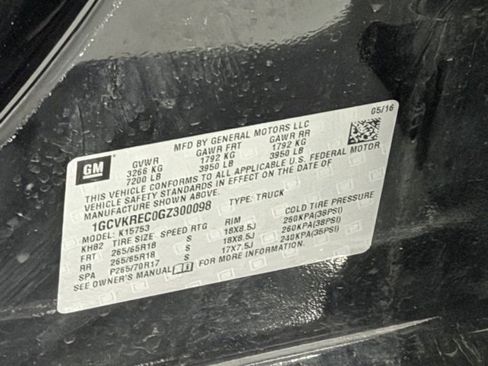 05/16
GM
MFD BY GENERAL MOTORS LLC
GVWR GAWR FRT GAWR RR
3266 KG 1792 KG 1792 KG
7200 LB 3950 LB 3950 LB
THIS VEHICLE CONFORMS TO ALL APPLICABLE U.S. FEDERAL MOTOR
VEHICLE SAFETY STANDARDS IN EFFECT ON THE DATE OF
MANUFACTURE SHOWN ABOVE.
1GCVKREC0GZ300098 TYPE: TRUCK
MODEL: K15753
KH82 TIRE SIZE SPEED RTG RIM COLD TIRE PRESSURE
FRT 265/65R18 S 18X8.5J 260KPA(38PSI)
RR 265/65R18 S 18X8.5J 260KPA(38PSI)
SPA P265/70R17 S 17X7.5J 240KPA(35PSI)
SEE OWNER'S MANUAL FOR MORE INFORMATION.